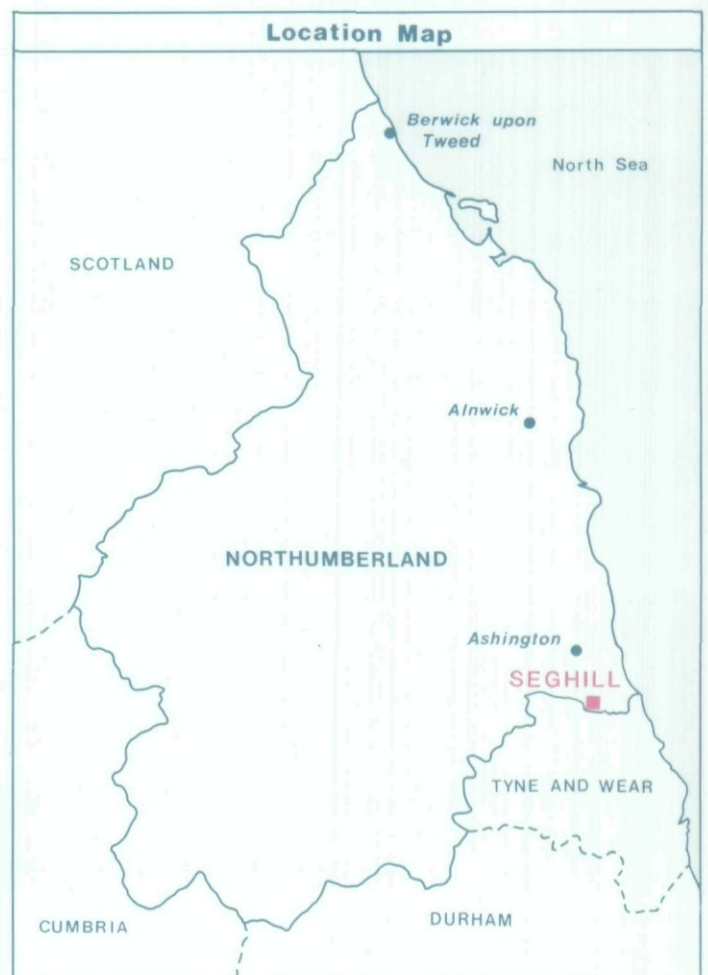 Location Map
Berwick upon
Tweed
North Sea
SCOTLAND
Alnwick
NORTHUMBERLAND
Ashington
SEGHILL
TYNE AND WEAR
CUMBRIA
DURHAM